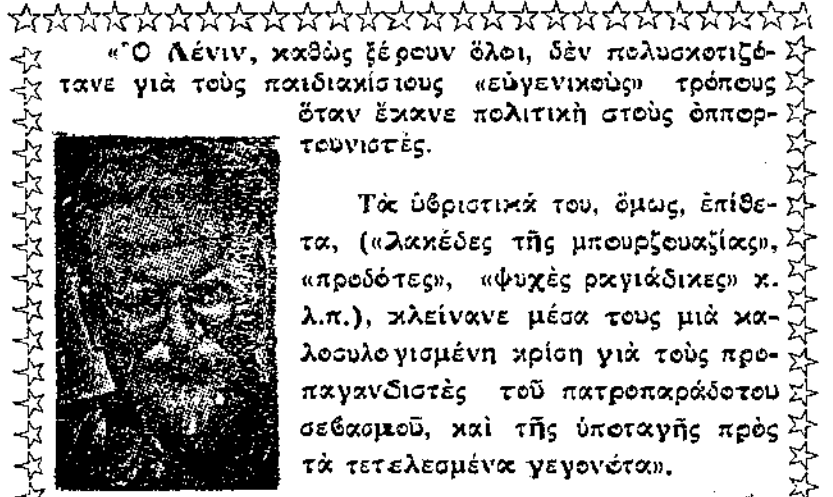 «Ὁ Λένιν, καθὼς ξέρουν ὅλοι, δὲν πολυσκοτιζό-
τανε γιὰ τοὺς παιδιακίστους «εὐγενικοὺς» τρόπους
ὅταν ἔκανε πολιτικὴ στοὺς ὀππορ-
τουνιστές.
Τὰ ὑβριστικά του, ὅμως, ἐπίθε-
τα, («λακέδες τῆς μπουρζουαζίας»,
«προδότες», «ψυχὲς ραγιάδικες» κ.
λ.π.), κλείνανε μέσα τους μιὰ κα-
λοσυλογισμένη κρίση γιὰ τοὺς προ-
παγανδιστὲς τοῦ πατροπαράδοτου
σεβασμοῦ, καὶ τῆς ὑποταγῆς πρὸς
τὰ τετελεσμένα γεγονότα».